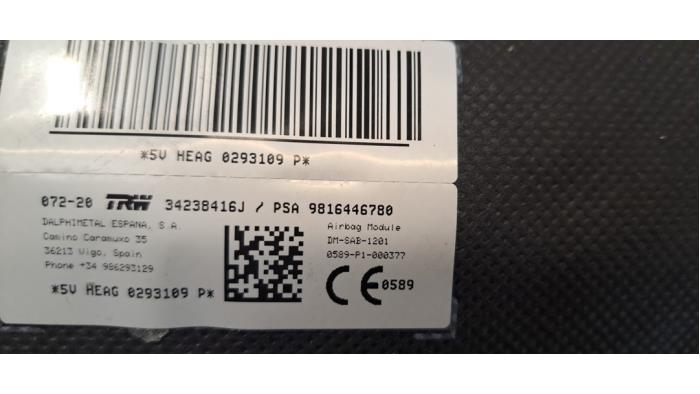 *5V HEAG 0293109 P*
072-20 TRW 34238416J / PSA 9816446780
DALPHIMETAL ESPANA, S.A.
Camino Caramuxo 35
36213 Vigo, Spain
Phone +34 986293129
Airbag Module
DM-SAB-1201
0589-P1-000377
*5V HEAG 0293109 P*
CE 0589